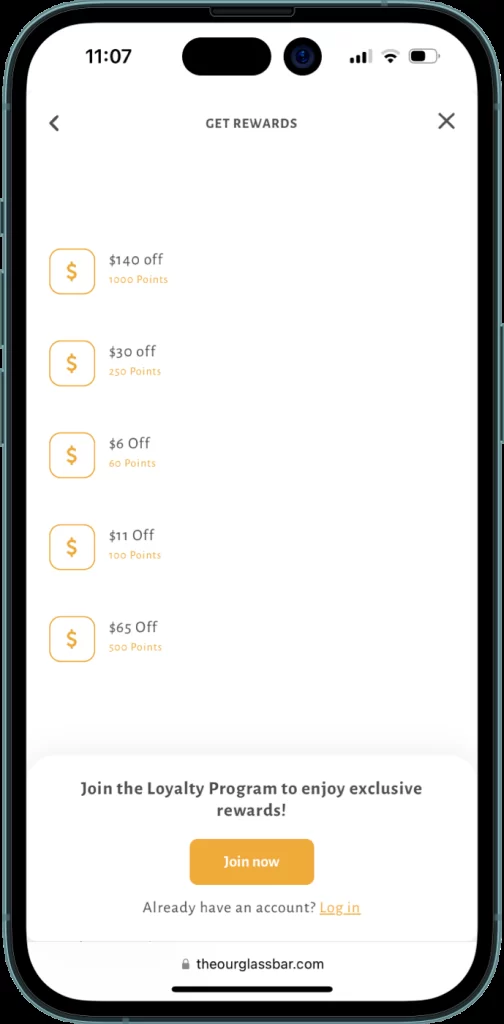 11:07
GET REWARDS
$
$140 off
1000 Points
$
$30 off
250 Points
$
$6 Off
60 Points
$
$11 Off
100 Points
$
$65 Off
500 Points
Join the Loyalty Program to enjoy exclusive
rewards!
Join now
Already have an account? Log in
theourglassbar.com